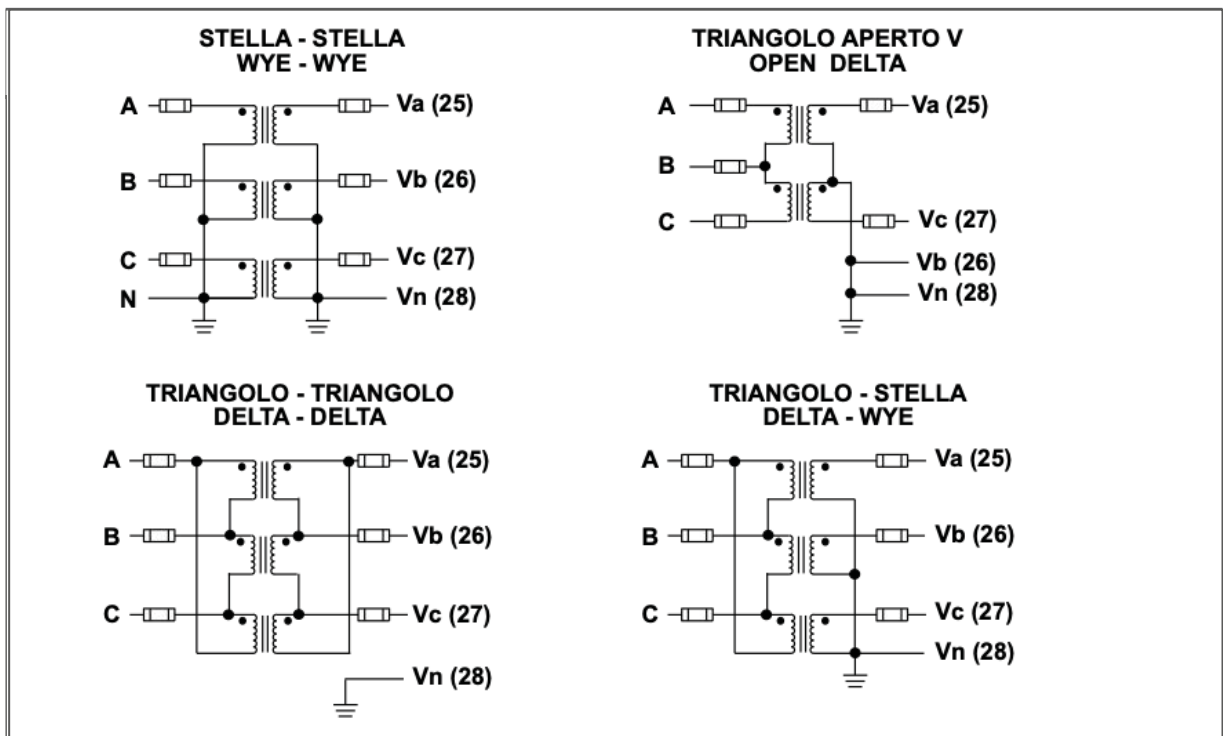 STELLA - STELLA
WYE - WYE
A
Va (25)
B
Vb (26)
C
Vc (27)
N
Vn (28)
TRIANGOLO APERTO V
OPEN DELTA
A
Va (25)
B
C
Vc (27)
Vb (26)
Vn (28)
TRIANGOLO - TRIANGOLO
DELTA - DELTA
A
Va (25)
B
Vb (26)
C
Vc (27)
Vn (28)
TRIANGOLO - STELLA
DELTA - WYE
A
Va (25)
B
Vb (26)
C
Vc (27)
Vn (28)